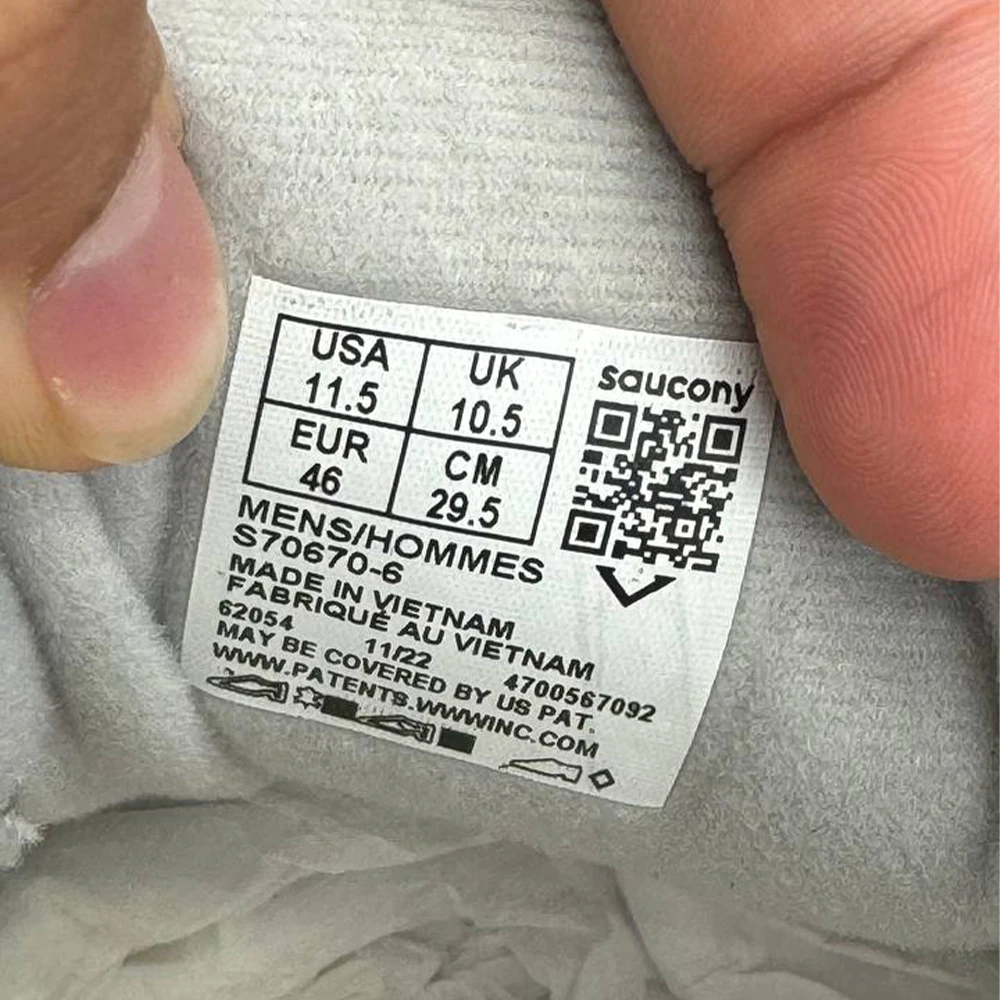 USA UK
11.5 10.5
EUR CM
46 29.5
saucony
MENS/HOMMES
S70670-6
MADE IN VIETNAM
FABRIQUÉ AU VIETNAM
62054 11/22 4700567092
MAY BE COVERED BY US PAT.
WWW.PATENTS.WWWINC.COM